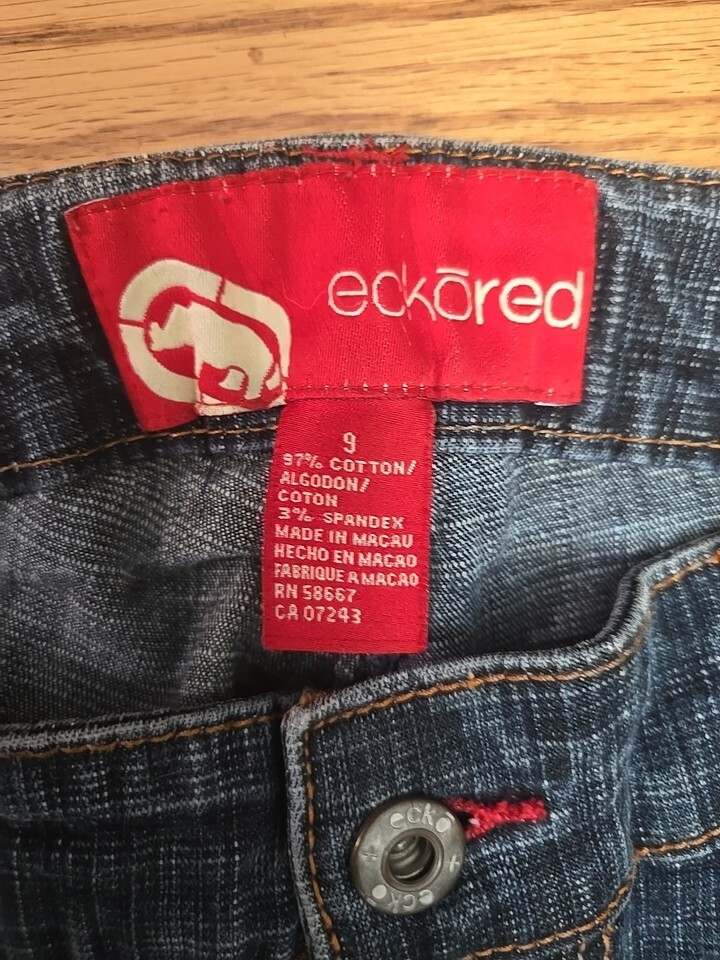 eckōred
9
97% COTTON/
ALGODON/
COTON
3% SPANDEX
MADE IN MACAU
HECHO EN MACAO
FABRIQUE A MACAO
RN 58667
CA 07243
ecko
ecko